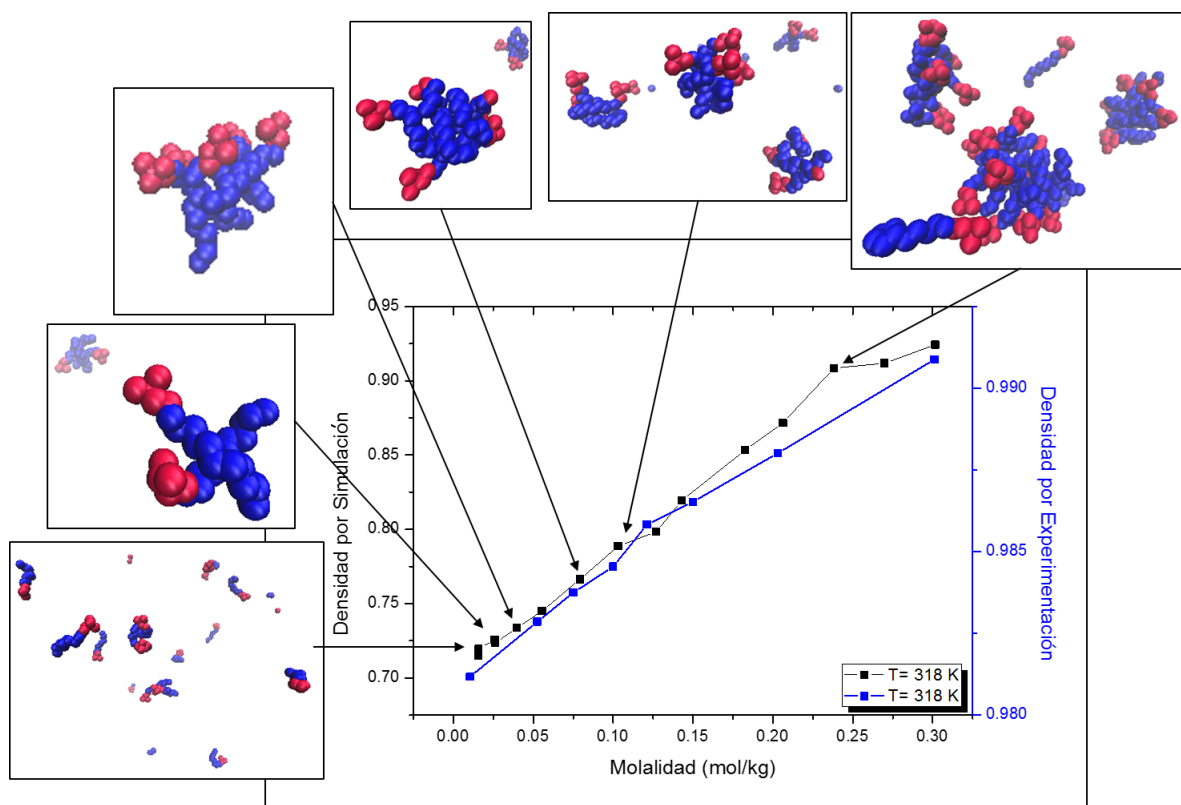 0.95
0.90
0.85
0.80
0.75
0.70
Densidad por Simulación
0.990
0.985
0.980
Densidad por Experimentación
T= 318 K
T= 318 K
0.00 0.05 0.10 0.15 0.20 0.25 0.30
Molalidad (mol/kg)